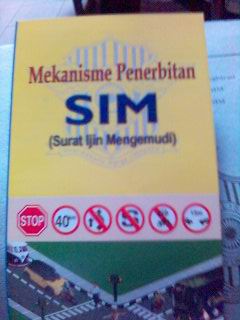 Mekanisme Penerbitan
SIM
(Surat Ijin Mengemudi)
STOP
40